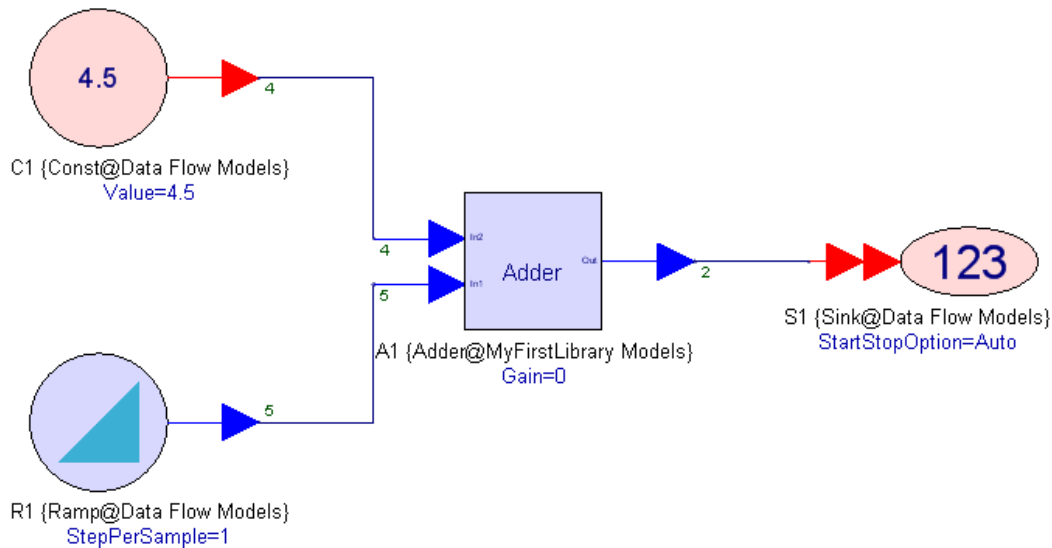 4.5
4
C1 {Const@Data Flow Models}
Value=4.5
4
In2
Adder
Out
2
123
5
In1
S1 {Sink@Data Flow Models}
StartStopOption=Auto
A1 {Adder@MyFirstLibrary Models}
Gain=0
5
R1 {Ramp@Data Flow Models}
StepPerSample=1